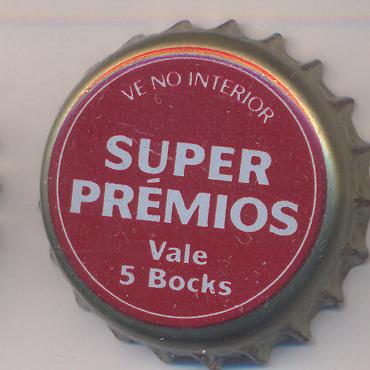 VE NO INTERIOR
SUPER
PRÉMIOS
Vale
5 Bocks